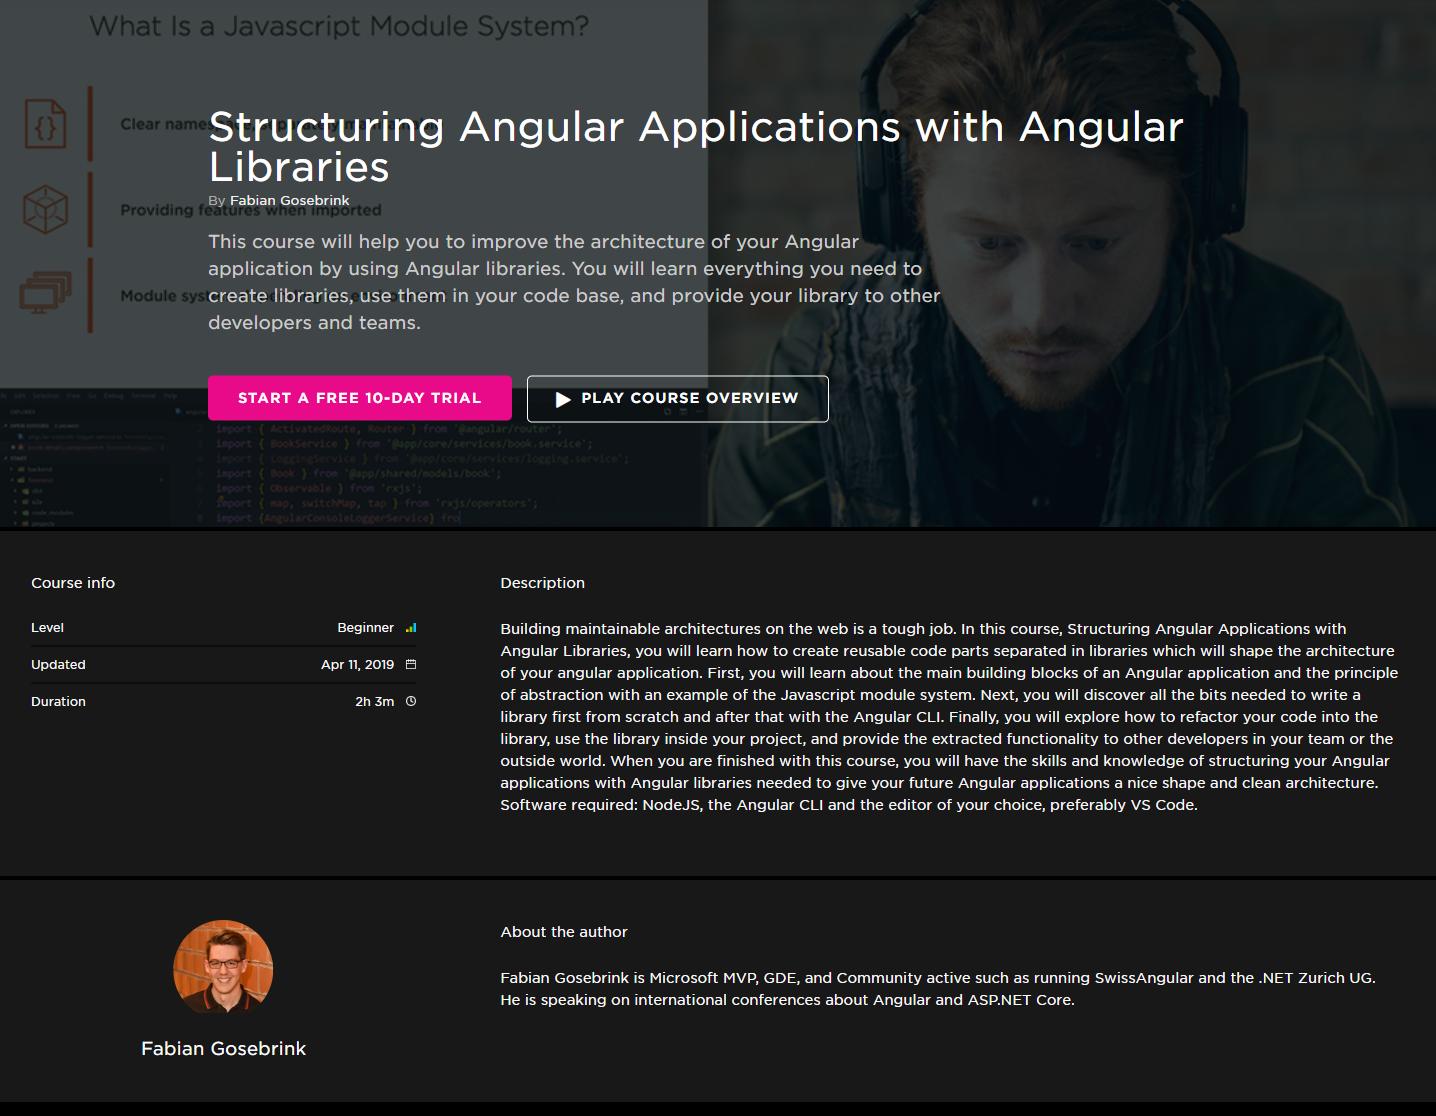 What Is a Javascript Module System?
Structuring Angular Applications with Angular
Libraries
By Fabian Gosebrink
Providing features when imported
This course will help you to improve the architecture of your Angular
application by using Angular libraries. You will learn everything you need to
create libraries, use them in your code base, and provide your library to other
developers and teams.
START A FREE 10-DAY TRIAL
PLAY COURSE OVERVIEW
import { ActivatedRoute, Router } from '@angular/router';
import { BookService } from '@app/core/services/book.service';
import { LoggingService } from '@app/core/services/logging.service';
import { Book } from '@app/shared/models/book';
import { Observable } from 'rxjs';
import { map, switchMap, tap } from 'rxjs/operators';
import {AngularConsoleLoggerService} fro
Course info
Level Beginner
Updated Apr 11, 2019
Duration 2h 3m
Description
Building maintainable architectures on the web is a tough job. In this course, Structuring Angular Applications with
Angular Libraries, you will learn how to create reusable code parts separated in libraries which will shape the architecture
of your angular application. First, you will learn about the main building blocks of an Angular application and the principle
of abstraction with an example of the Javascript module system. Next, you will discover all the bits needed to write a
library first from scratch and after that with the Angular CLI. Finally, you will explore how to refactor your code into the
library, use the library inside your project, and provide the extracted functionality to other developers in your team or the
outside world. When you are finished with this course, you will have the skills and knowledge of structuring your Angular
applications with Angular libraries needed to give your future Angular applications a nice shape and clean architecture.
Software required: NodeJS, the Angular CLI and the editor of your choice, preferably VS Code.
Fabian Gosebrink
About the author
Fabian Gosebrink is Microsoft MVP, GDE, and Community active such as running SwissAngular and the .NET Zurich UG.
He is speaking on international conferences about Angular and ASP.NET Core.